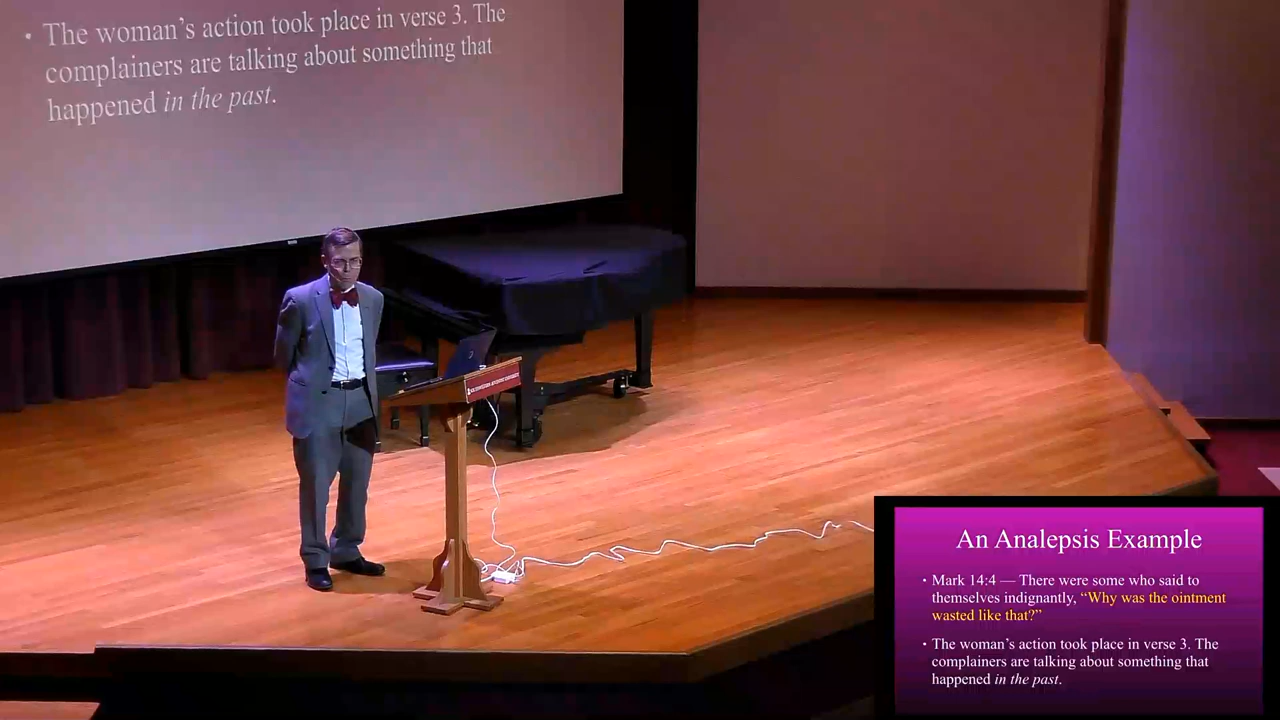 • The woman's action took place in verse 3. The
complainers are talking about something that
happened in the past.
An Analepsis Example
• Mark 14:4 — There were some who said to
themselves indignantly, “Why was the ointment
wasted like that?”
• The woman's action took place in verse 3. The
complainers are talking about something that
happened in the past.